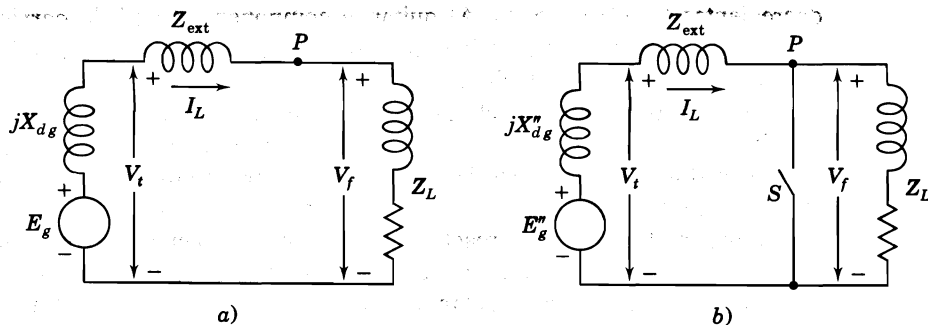 Z_ext
P
+
+
I_L
jX_dg
V_t
V_f
Z_L
+
E_g
−
−
−
a)
Z_ext
P
+
+
I_L
jX″_dg
V_t
S
V_f
Z_L
+
E″_g
−
−
−
b)